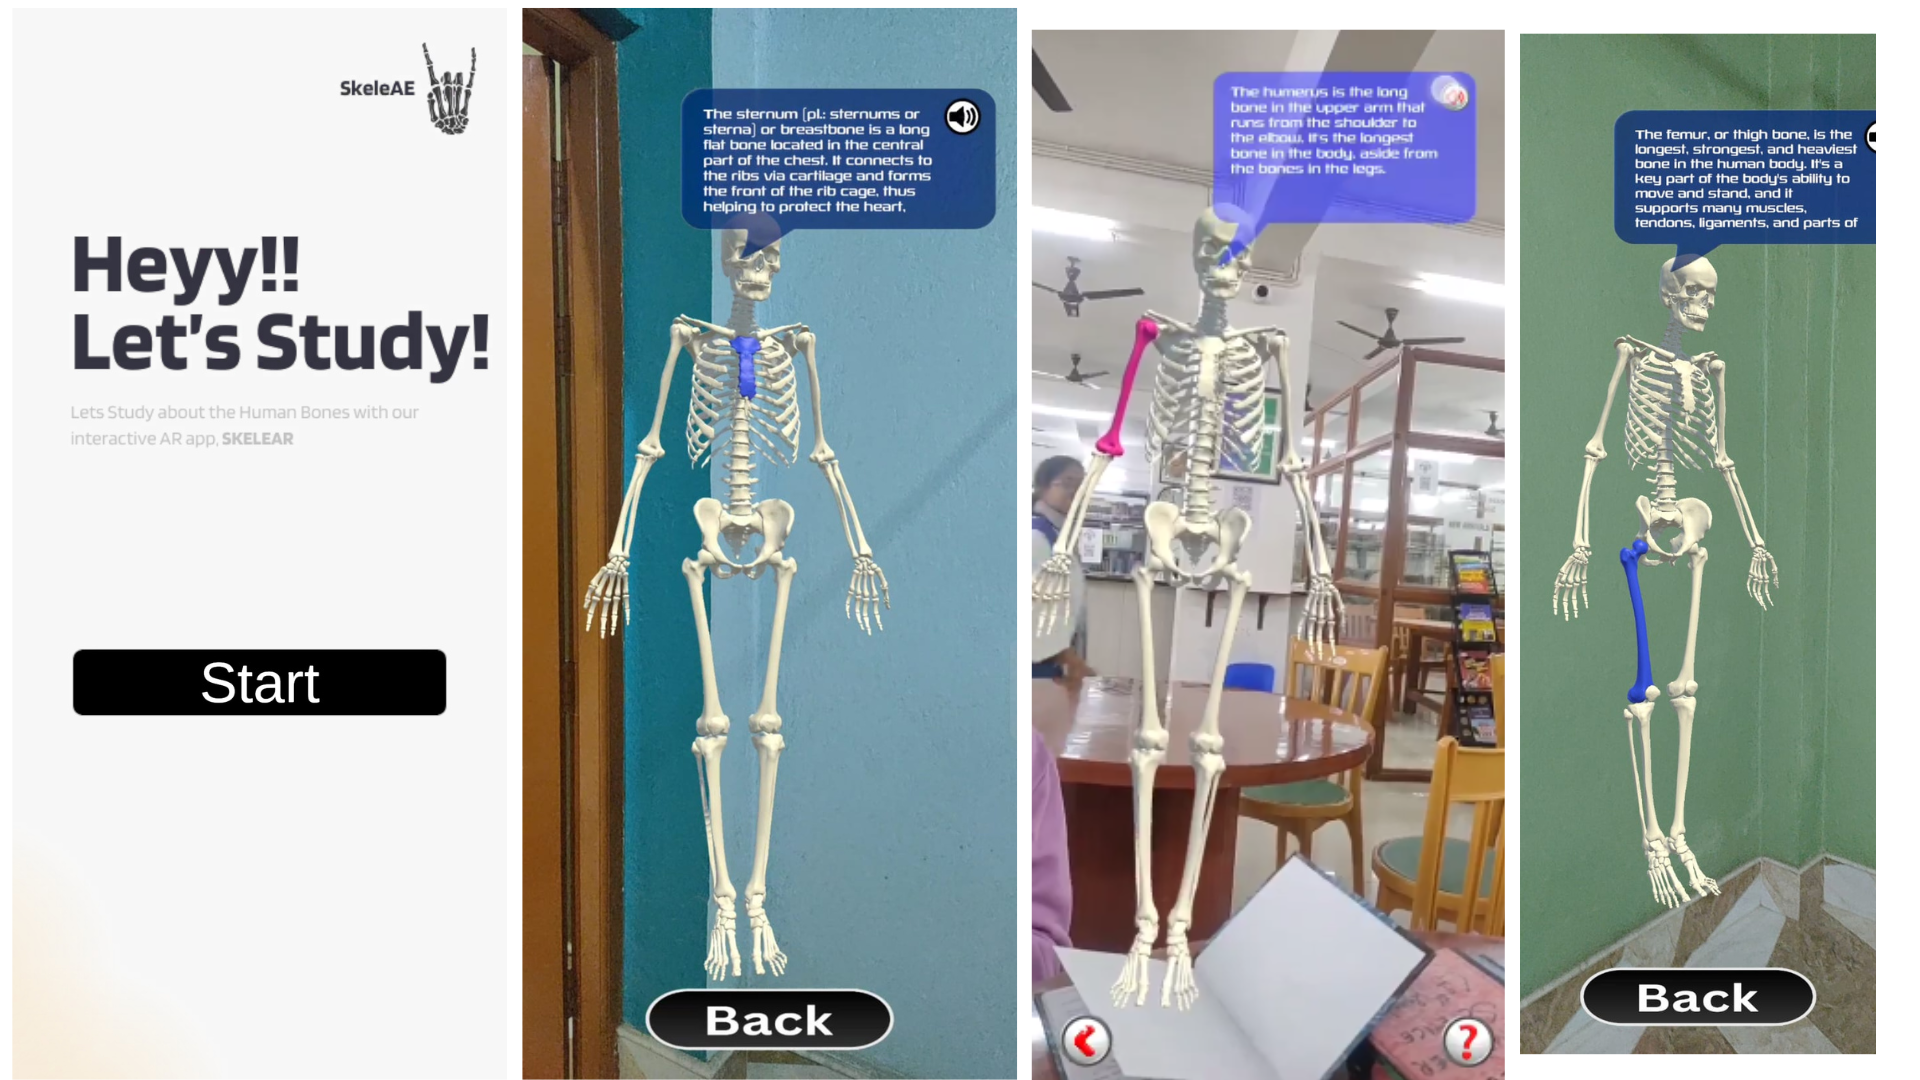 SkeleAE
Heyy!!
Let's Study!
Lets Study about the Human Bones with our
interactive AR app, SKELEAR
Start
The sternum (pl.: sternums or
sterna) or breastbone is a long
flat bone located in the central
part of the chest. It connects to
the ribs via cartilage and forms
the front of the rib cage, thus
helping to protect the heart,
Back
The humerus is the long
bone in the upper arm that
runs from the shoulder to
the elbow. It's the longest
bone in the body, aside from
the bones in the legs.
NEW ARRIVALS
?
The femur, or thigh bone, is the
longest, strongest, and heaviest
bone in the human body. It's a
key part of the body's ability to
move and stand, and it
supports many muscles,
tendons, ligaments, and parts of
Back